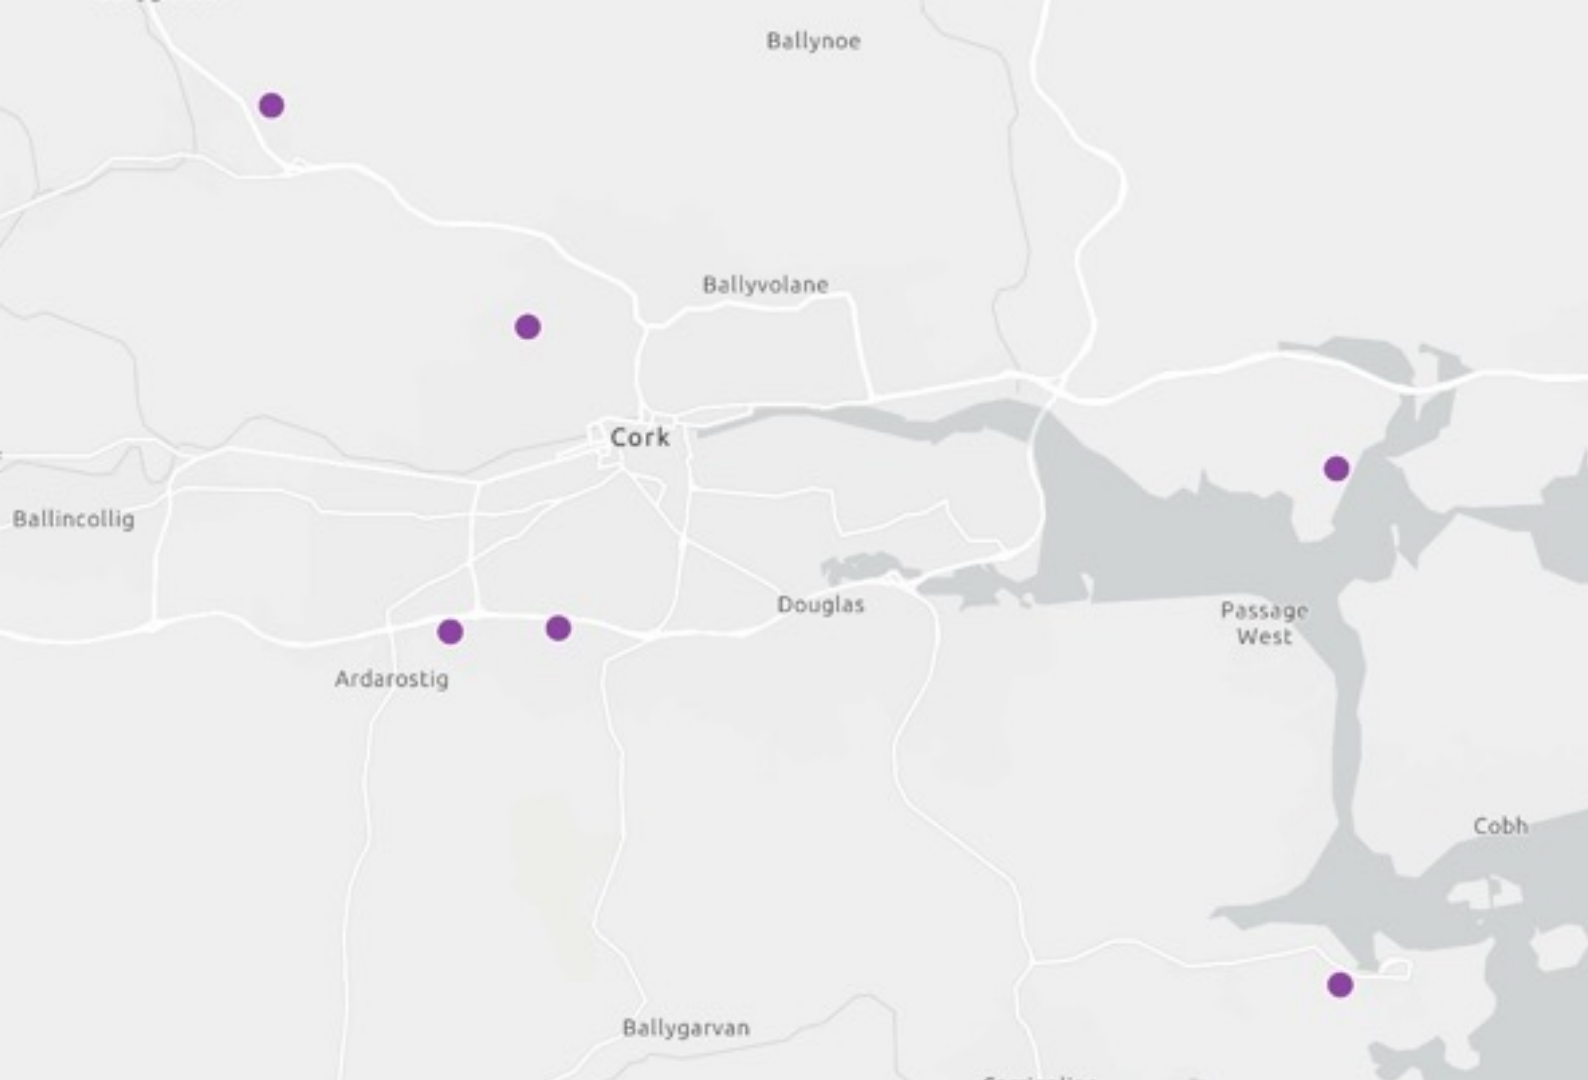 Ballynoe
Ballyvolane
Cork
Ballincollig
Douglas
Passage
West
Ardarostig
Cobh
Ballygarvan